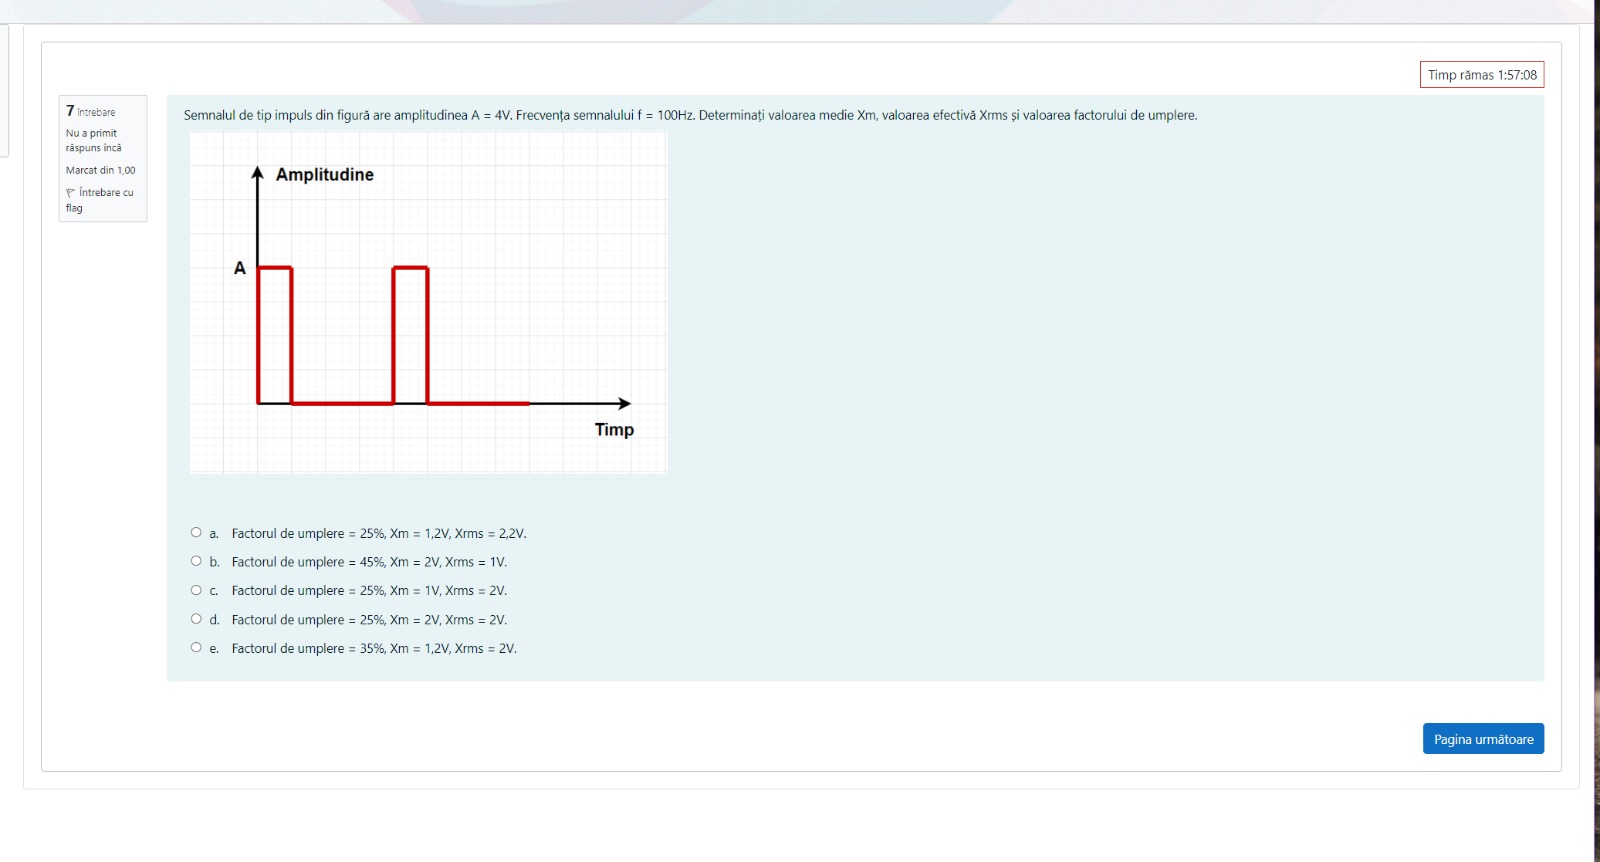 Timp rămas 1:57:08
7 întrebare
Nu a primit
răspuns încă
Marcat din 1,00
Întrebare cu
flag
Semnalul de tip impuls din figură are amplitudinea A = 4V. Frecvența semnalului f = 100Hz. Determinați valoarea medie Xm, valoarea efectivă Xrms și valoarea factorului de umplere.
Amplitudine
A
Timp
a. Factorul de umplere = 25%, Xm = 1,2V, Xrms = 2,2V.
b. Factorul de umplere = 45%, Xm = 2V, Xrms = 1V.
c. Factorul de umplere = 25%, Xm = 1V, Xrms = 2V.
d. Factorul de umplere = 25%, Xm = 2V, Xrms = 2V.
e. Factorul de umplere = 35%, Xm = 1,2V, Xrms = 2V.
Pagina următoare